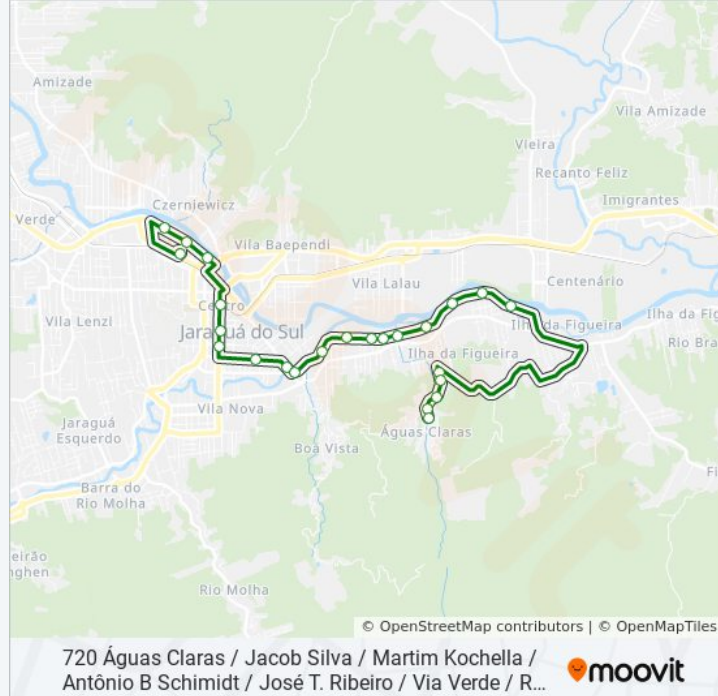 Amizade
Vila Amizade
Vieira
Recanto Feliz
Czerniewicz
Imigrantes
Verde
Vila Baependi
Vila Lalau
Centenário
Centro
Vila Lenzi
Jaraguá do Sul
Ilha da Figueira
Ilha da Fig
Rio Bra
Ilha da Figueira
Vila Nova
Jaraguá
Esquerdo
Águas Claras
Boa Vista
Fi
Barra do
Rio Molha
eirão
nghen
Rio Molha
© OpenStreetMap contributors | © OpenMapTiles
720 Águas Claras / Jacob Silva / Martim Kochella /
Antônio B Schimidt / José T. Ribeiro / Via Verde / R...
moovit